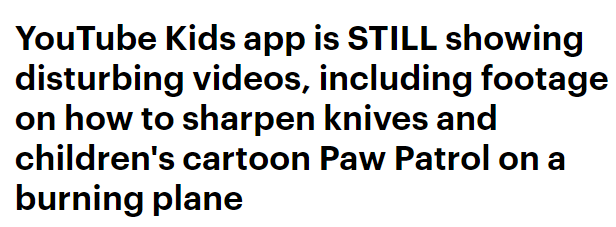 YouTube Kids app is STILL showing
disturbing videos, including footage
on how to sharpen knives and
children's cartoon Paw Patrol on a
burning plane